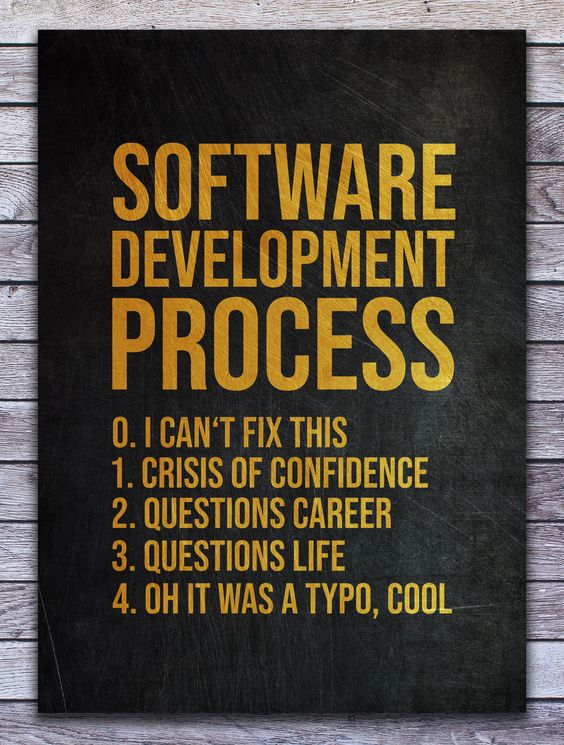 SOFTWARE
DEVELOPMENT
PROCESS
0. I CAN‘T FIX THIS
1. CRISIS OF CONFIDENCE
2. QUESTIONS CAREER
3. QUESTIONS LIFE
4. OH IT WAS A TYPO, COOL